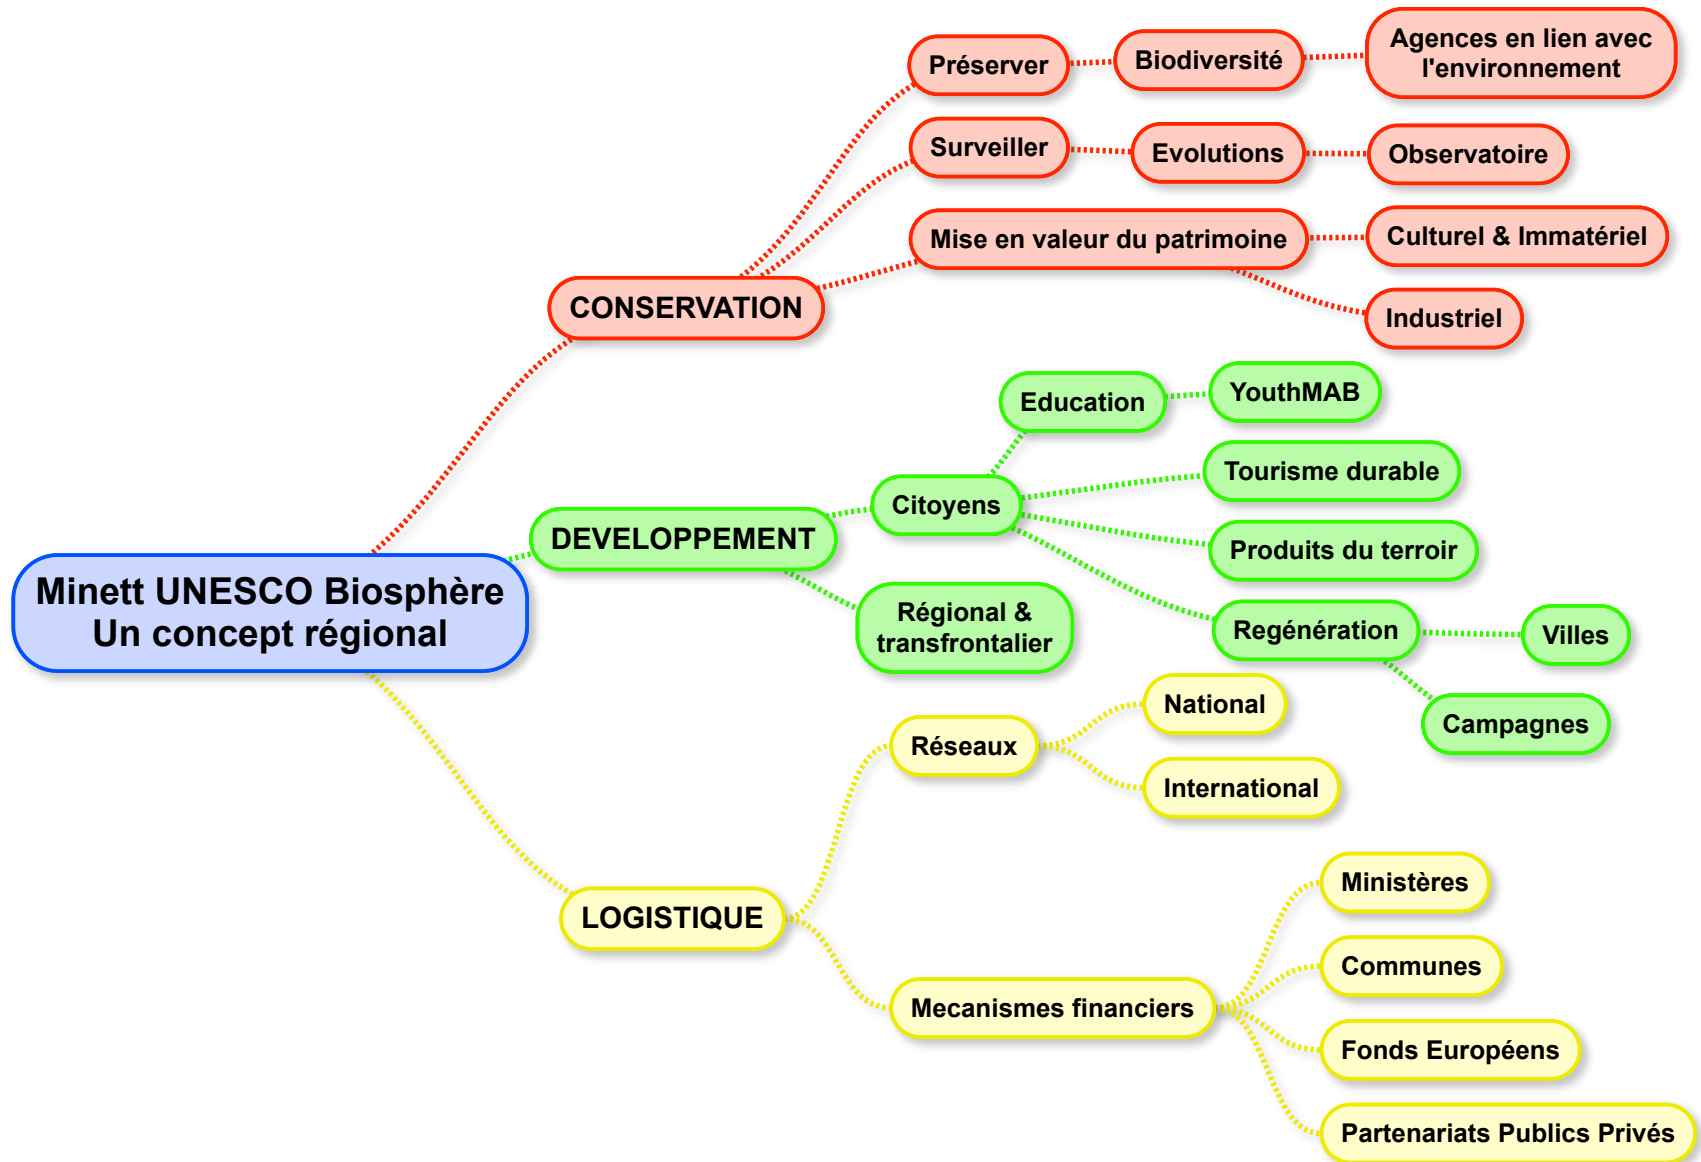 Minett UNESCO Biosphère
Un concept régional
CONSERVATION
Préserver
Biodiversité
Agences en lien avec
l'environnement
Surveiller
Evolutions
Observatoire
Mise en valeur du patrimoine
Culturel & Immatériel
Industriel
DEVELOPPEMENT
Citoyens
Education
YouthMAB
Tourisme durable
Produits du terroir
Regénération
Villes
Campagnes
Régional &
transfrontalier
LOGISTIQUE
Réseaux
National
International
Mecanismes financiers
Ministères
Communes
Fonds Européens
Partenariats Publics Privés